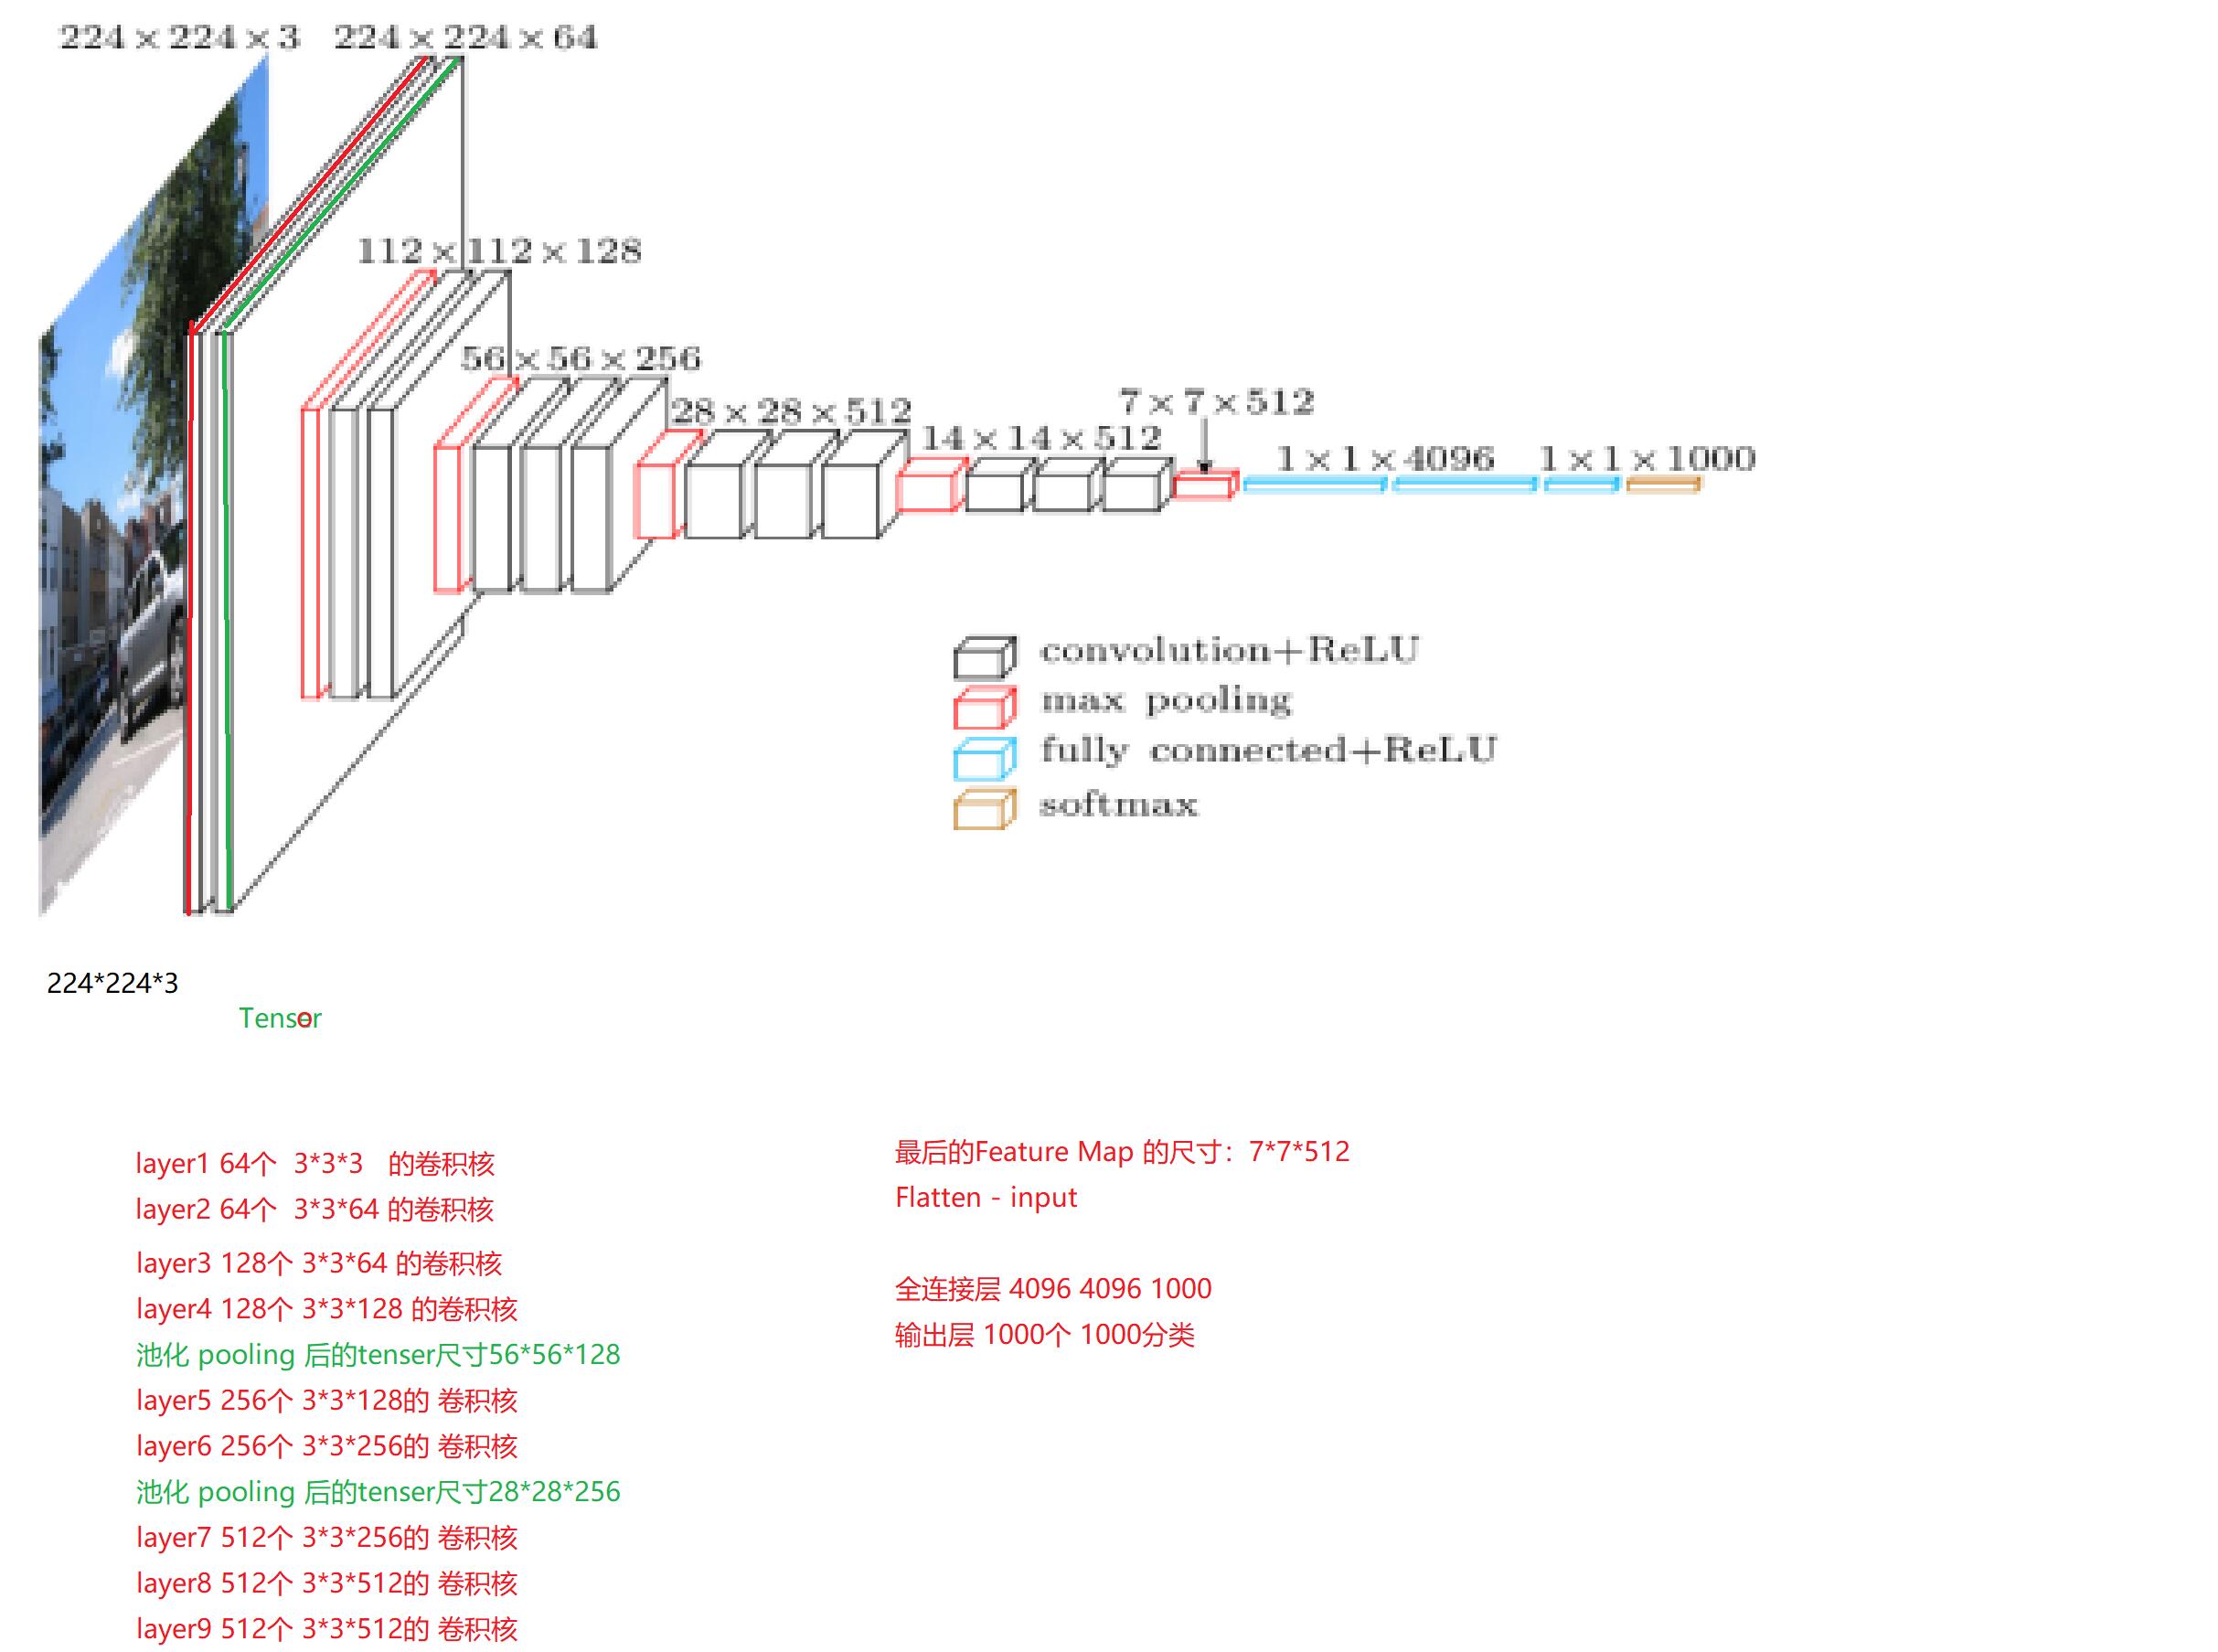 224 × 224 × 3 224 × 224 × 64
112 × 112 × 128
56 × 56 × 256
28 × 28 × 512
14 × 14 × 512
7 × 7 × 512
1 × 1 × 4096 1 × 1 × 1000
convolution+ReLU
max pooling
fully connected+ReLU
softmax
224*224*3
Tensor
layer1 64个 3*3*3 的卷积核
layer2 64个 3*3*64 的卷积核
layer3 128个 3*3*64 的卷积核
layer4 128个 3*3*128 的卷积核
池化 pooling 后的tenser尺寸56*56*128
layer5 256个 3*3*128的 卷积核
layer6 256个 3*3*256的 卷积核
池化 pooling 后的tenser尺寸28*28*256
layer7 512个 3*3*256的 卷积核
layer8 512个 3*3*512的 卷积核
layer9 512个 3*3*512的 卷积核
最后的Feature Map 的尺寸：7*7*512
Flatten - input
全连接层 4096 4096 1000
输出层 1000个 1000分类